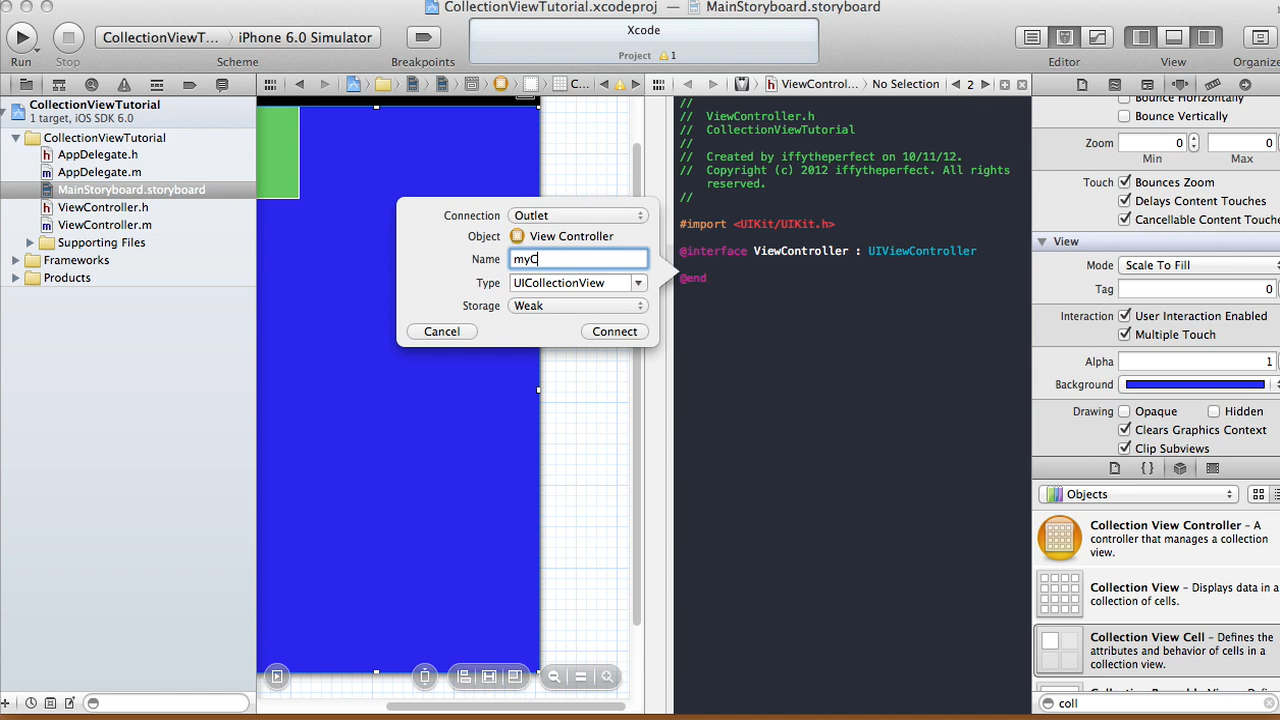 CollectionViewTutorial.xcodeproj — MainStoryboard.storyboard
Run
Stop
CollectionViewT... iPhone 6.0 Simulator
Scheme
Breakpoints
Xcode
Project 1
Editor
View
Organize
C...
ViewControl... No Selection 2
CollectionViewTutorial
1 target, iOS SDK 6.0
CollectionViewTutorial
AppDelegate.h
AppDelegate.m
MainStoryboard.storyboard
ViewController.h
ViewController.m
Supporting Files
Frameworks
Products
Connection Outlet
Object View Controller
Name myC
Type UICollectionView
Storage Weak
Cancel Connect
//
// ViewController.h
// CollectionViewTutorial
//
// Created by iffytheperfect on 10/11/12.
// Copyright (c) 2012 iffytheperfect. All rights
reserved.
//
#import <UIKit/UIKit.h>
@interface ViewController : UIViewController
@end
Bounce Horizontally
Bounce Vertically
Zoom 0 0
Min Max
Touch Bounces Zoom
Delays Content Touches
Cancellable Content Touche
View
Mode Scale To Fill
Tag 0
Interaction User Interaction Enabled
Multiple Touch
Alpha 1
Background
Drawing Opaque Hidden
Clears Graphics Context
Clip Subviews
Objects
Collection View Controller – A
controller that manages a collection
view.
Collection View – Displays data in a
collection of cells.
Collection View Cell – Defines the
attributes and behavior of cells in a
collection view.
coll